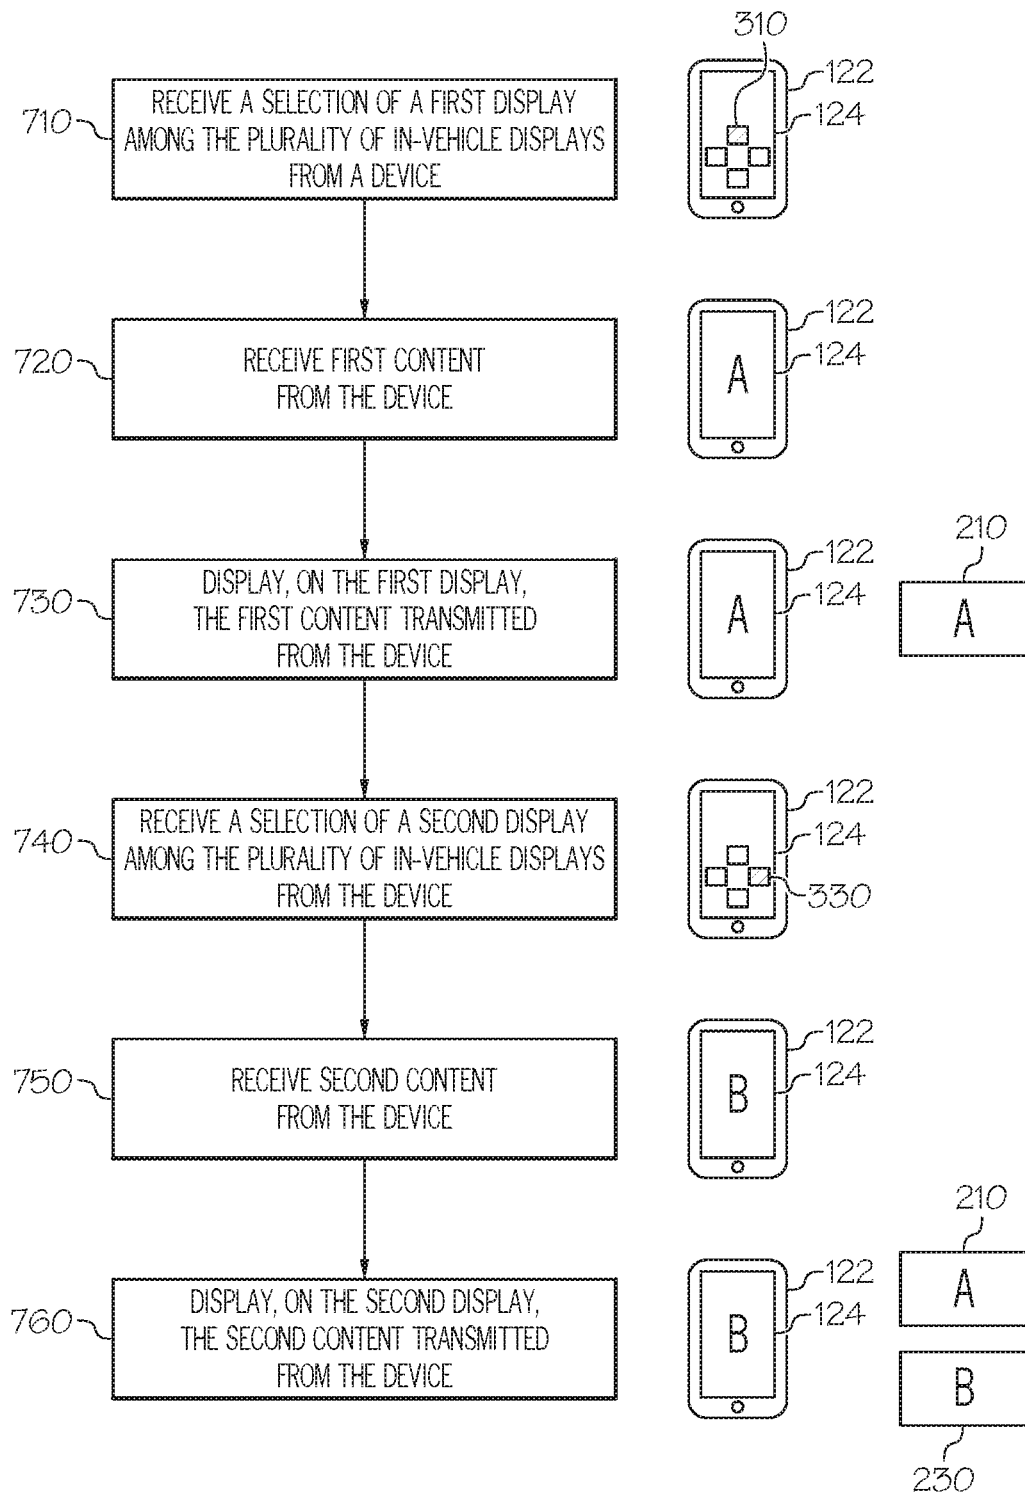 310
710
RECEIVE A SELECTION OF A FIRST DISPLAY
AMONG THE PLURALITY OF IN-VEHICLE DISPLAYS
FROM A DEVICE
122
124
720
RECEIVE FIRST CONTENT
FROM THE DEVICE
A
122
124
730
DISPLAY, ON THE FIRST DISPLAY,
THE FIRST CONTENT TRANSMITTED
FROM THE DEVICE
A
122
124
210
A
740
RECEIVE A SELECTION OF A SECOND DISPLAY
AMONG THE PLURALITY OF IN-VEHICLE DISPLAYS
FROM THE DEVICE
122
124
330
750
RECEIVE SECOND CONTENT
FROM THE DEVICE
B
122
124
760
DISPLAY, ON THE SECOND DISPLAY,
THE SECOND CONTENT TRANSMITTED
FROM THE DEVICE
B
122
124
210
A
B
230